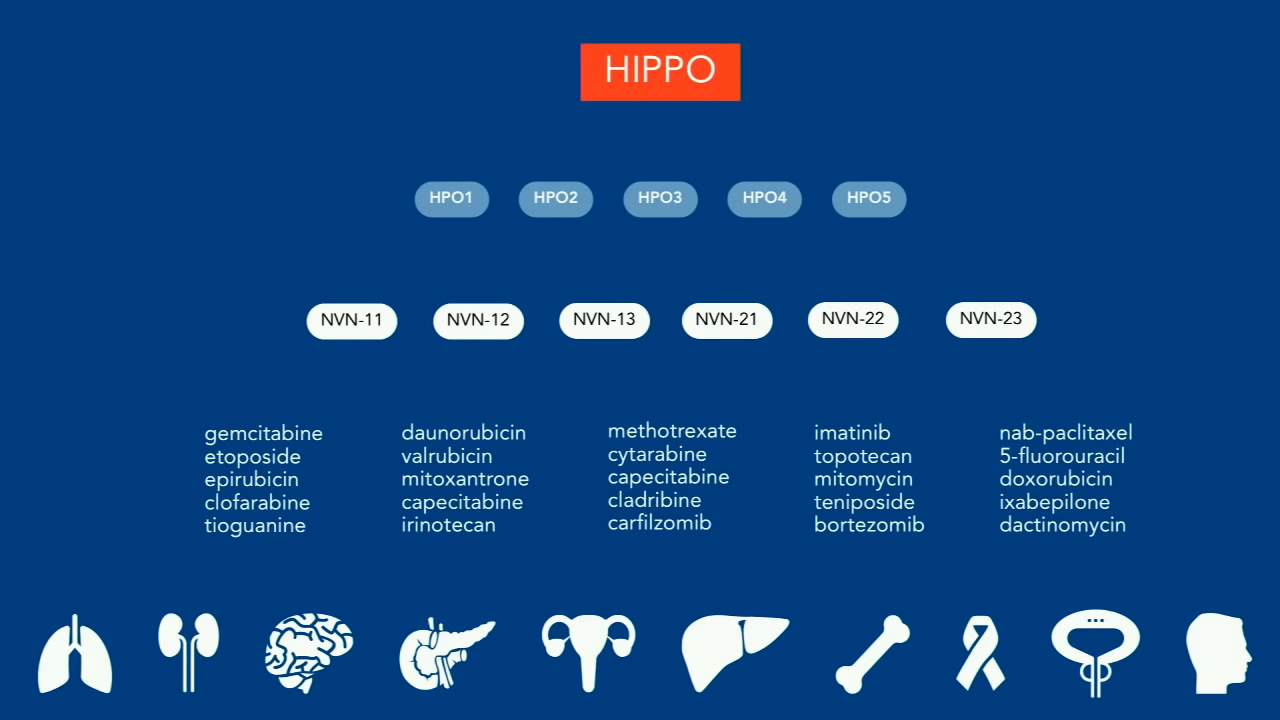 HIPPO
HPO1 HPO2 HPO3 HPO4 HPO5
NVN-11 NVN-12 NVN-13 NVN-21 NVN-22 NVN-23
gemcitabine
etoposide
epirubicin
clofarabine
tioguanine
daunorubicin
valrubicin
mitoxantrone
capecitabine
irinotecan
methotrexate
cytarabine
capecitabine
cladribine
carfilzomib
imatinib
topotecan
mitomycin
teniposide
bortezomib
nab-paclitaxel
5-fluorouracil
doxorubicin
ixabepilone
dactinomycin